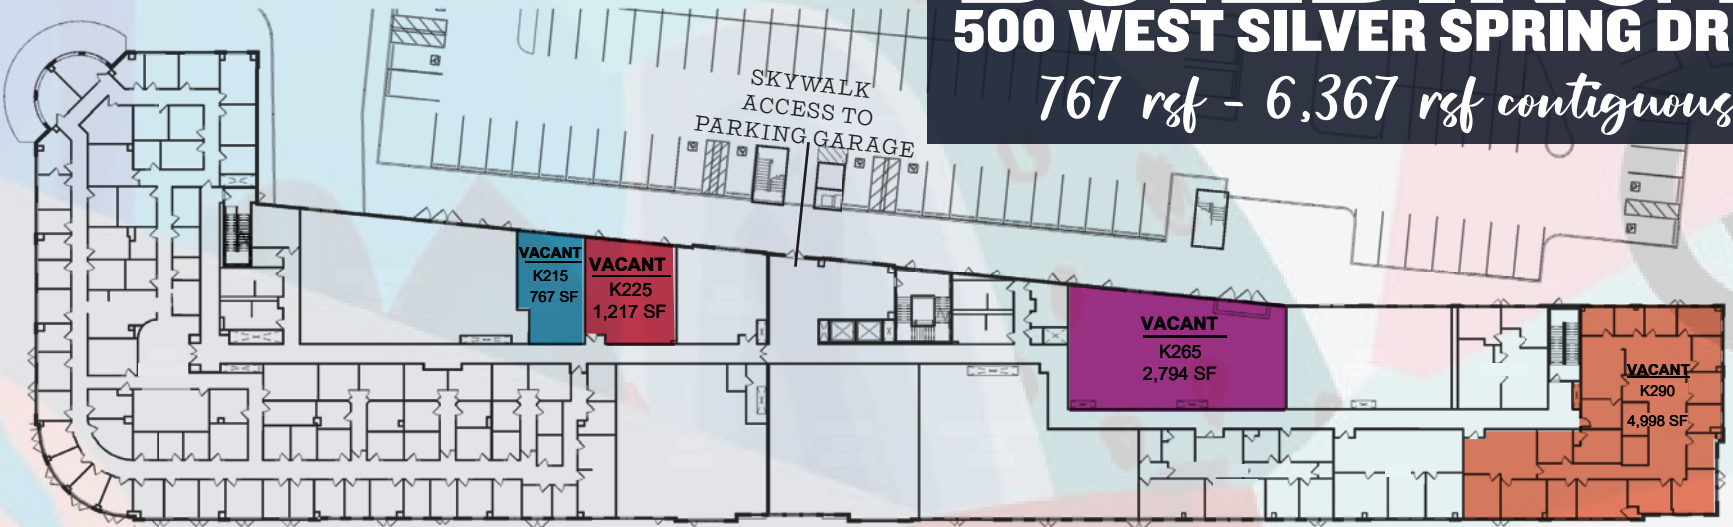 500 WEST SILVER SPRING DR
767 rsf - 6,367 rsf contiguous
SKYWALK
ACCESS TO
PARKING GARAGE
VACANT
K215
767 SF
VACANT
K225
1,217 SF
VACANT
K265
2,794 SF
VACANT
K290
4,998 SF